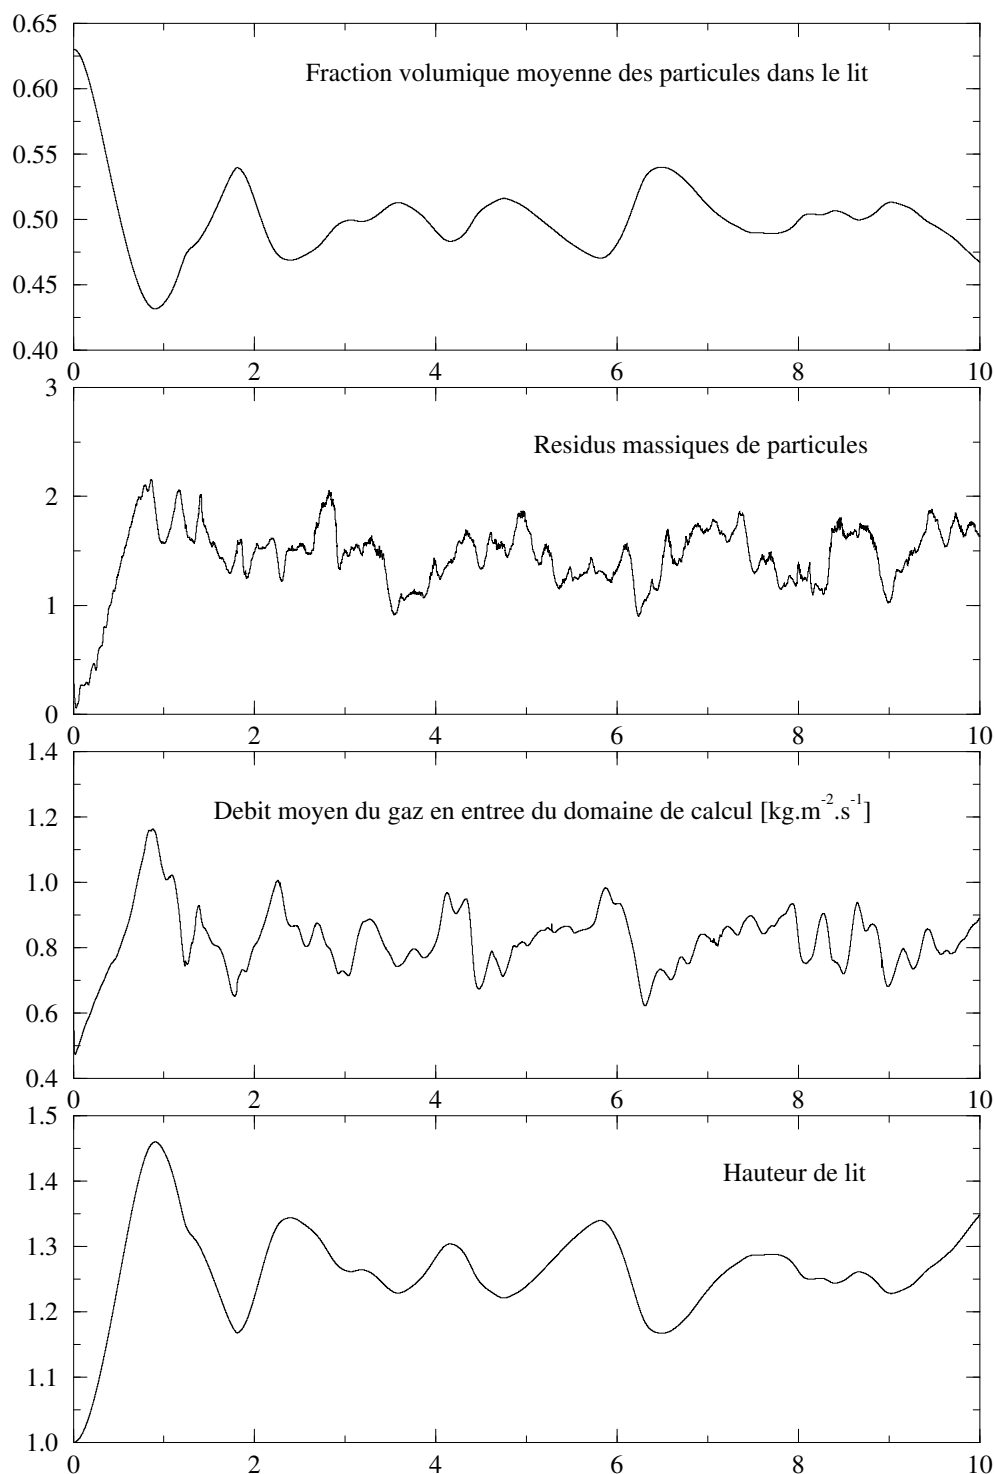 0.65
Fraction volumique moyenne des particules dans le lit
0.60
0.55
0.50
0.45
0.40
0 2 4 6 8 10
3
Residus massiques de particules
2
1
0
0 2 4 6 8 10
1.4
Debit moyen du gaz en entree du domaine de calcul [kg.m-2.s-1]
1.2
1.0
0.8
0.6
0.4
0 2 4 6 8 10
1.5
Hauteur de lit
1.4
1.3
1.2
1.1
1.0
0 2 4 6 8 10